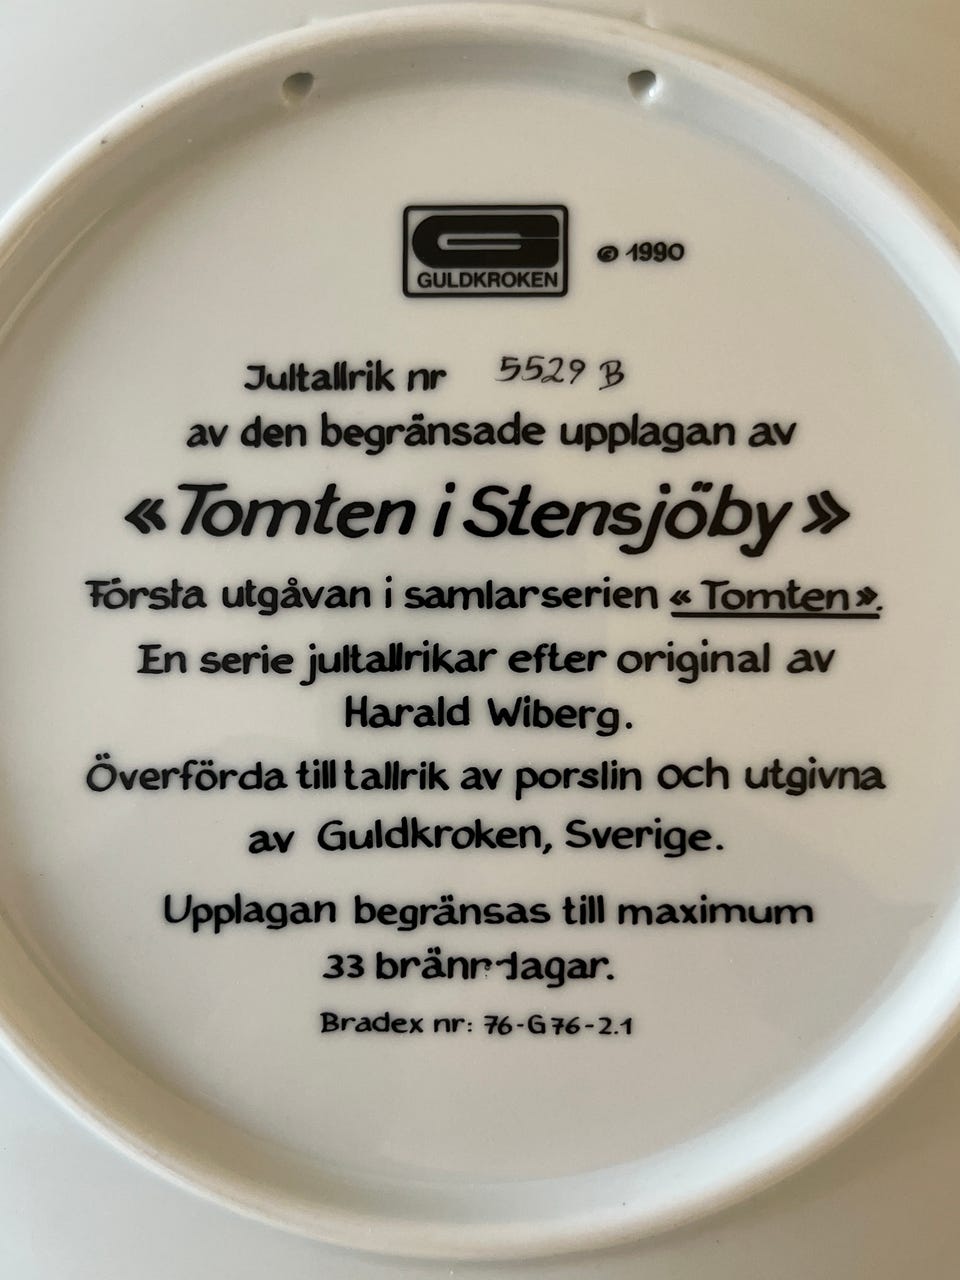 GULDKROKEN © 1990
Jultallrik nr 5529 B
av den begränsade upplagan av
«Tomten i Stensjöby»
Första utgåvan i samlarserien «Tomten».
En serie jultallrikar efter original av
Harald Wiberg.
Överförda till tallrik av porslin och utgivna
av Guldkroken, Sverige.
Upplagan begränsas till maximum
33 bränndagar.
Bradex nr: 76-G76-2.1